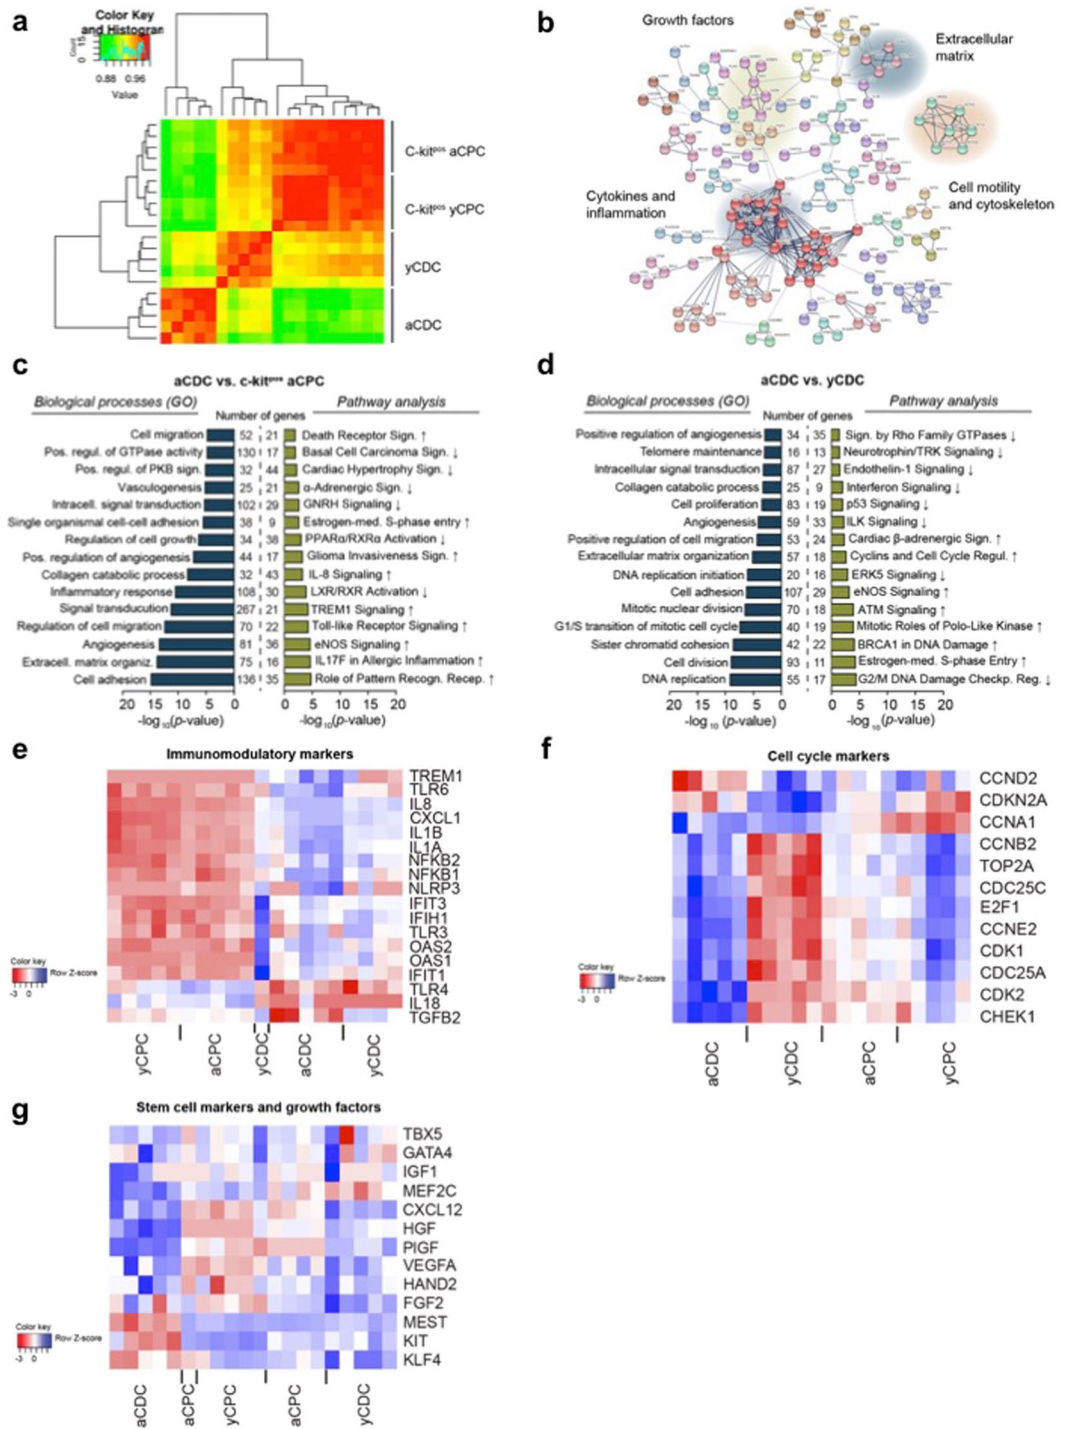 a
Color Key
and Histogran
Count
0 15
0.88 0.96
Value
C-kitᵖᵒˢ aCPC
C-kitᵖᵒˢ yCPC
yCDC
aCDC
b
Growth factors
Extracellular
matrix
Cytokines and
inflammation
Cell motility
and cytoskeleton
c
aCDC vs. c-kitᵖᵒˢ aCPC
Biological processes (GO)
Pathway analysis
Number of genes
Cell migration 52 21 Death Receptor Sign. ↑
Pos. regul. of GTPase activity 130 17 Basal Cell Carcinoma Sign. ↓
Pos. regul. of PKB sign. 32 44 Cardiac Hypertrophy Sign. ↓
Vasculogenesis 25 21 α-Adrenergic Sign. ↓
Intracell. signal transduction 102 29 GNRH Signaling ↓
Single organismal cell-cell adhesion 38 9 Estrogen-med. S-phase entry ↑
Regulation of cell growth 34 38 PPARα/RXRα Activation ↓
Pos. regulation of angiogenesis 44 17 Glioma Invasiveness Sign. ↑
Collagen catabolic process 32 43 IL-8 Signaling ↑
Inflammatory response 108 30 LXR/RXR Activation ↓
Signal transducution 267 21 TREM1 Signaling ↑
Regulation of cell migration 70 22 Toll-like Receptor Signaling ↑
Angiogenesis 81 36 eNOS Signaling ↑
Extracell. matrix organiz. 75 16 IL17F in Allergic Inflammation ↑
Cell adhesion 136 35 Role of Pattern Recogn. Recep. ↑
20 15 10 5 0 0 5 10 15 20
-log₁₀(p-value) -log₁₀(p-value)
d
aCDC vs. yCDC
Biological processes (GO)
Pathway analysis
Number of genes
Positive regulation of angiogenesis 34 35 Sign. by Rho Family GTPases ↓
Telomere maintenance 16 13 Neurotrophin/TRK Signaling ↓
Intracellular signal transduction 87 27 Endothelin-1 Signaling ↓
Collagen catabolic process 25 9 Interferon Signaling ↓
Cell proliferation 83 19 p53 Signaling ↓
Angiogenesis 59 33 ILK Signaling ↓
Positive regulation of cell migration 53 24 Cardiac β-adrenergic Sign. ↑
Extracellular matrix organization 57 18 Cyclins and Cell Cycle Regul. ↑
DNA replication initiation 20 16 ERK5 Signaling ↓
Cell adhesion 107 29 eNOS Signaling ↑
Mitotic nuclear division 70 18 ATM Signaling ↑
G1/S transition of mitotic cell cycle 40 19 Mitotic Roles of Polo-Like Kinase ↑
Sister chromatid cohesion 42 22 BRCA1 in DNA Damage ↑
Cell division 93 11 Estrogen-med. S-phase Entry ↑
DNA replication 55 17 G2/M DNA Damage Checkp. Reg. ↓
20 15 10 5 0 0 5 10 15 20
-log₁₀(p-value) -log₁₀(p-value)
e
Immunomodulatory markers
TREM1
TLR6
IL8
CXCL1
IL1B
IL1A
NFKB2
NFKB1
NLRP3
IFIT3
IFIH1
TLR3
OAS2
OAS1
IFIT1
TLR4
IL18
TGFB2
Color key
Row Z-score
-3 0
yCPC aCPC yCDC aCDC yCDC
f
Cell cycle markers
CCND2
CDKN2A
CCNA1
CCNB2
TOP2A
CDC25C
E2F1
CCNE2
CDK1
CDC25A
CDK2
CHEK1
Color key
Row Z-score
-3 0
aCDC yCDC aCPC yCPC
g
Stem cell markers and growth factors
TBX5
GATA4
IGF1
MEF2C
CXCL12
HGF
PIGF
VEGFA
HAND2
FGF2
MEST
KIT
KLF4
Color key
Row Z-score
-3 0
aCDC aCPC yCPC aCPC yCDC